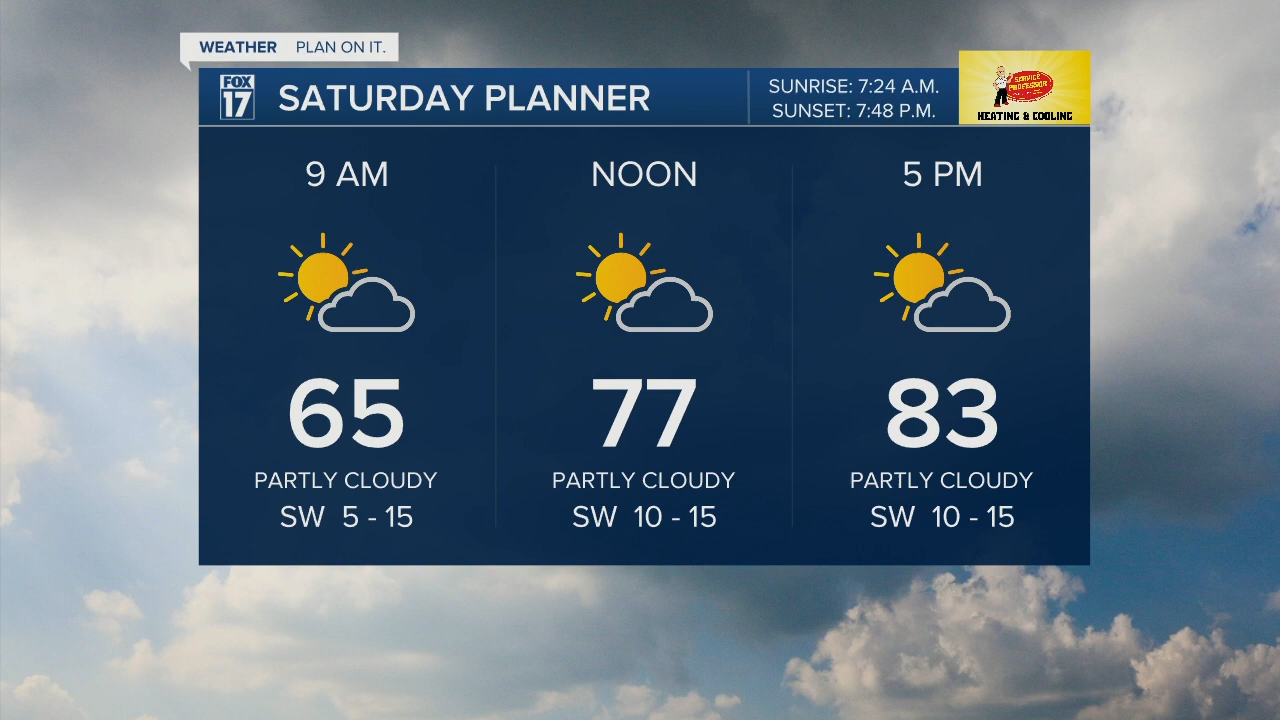 WEATHER PLAN ON IT.
FOX
17
SATURDAY PLANNER
SUNRISE: 7:24 A.M.
SUNSET: 7:48 P.M.
SERVICE
PROFESSOR
HEATING & COOLING
9 AM
65
PARTLY CLOUDY
SW 5 - 15
NOON
77
PARTLY CLOUDY
SW 10 - 15
5 PM
83
PARTLY CLOUDY
SW 10 - 15